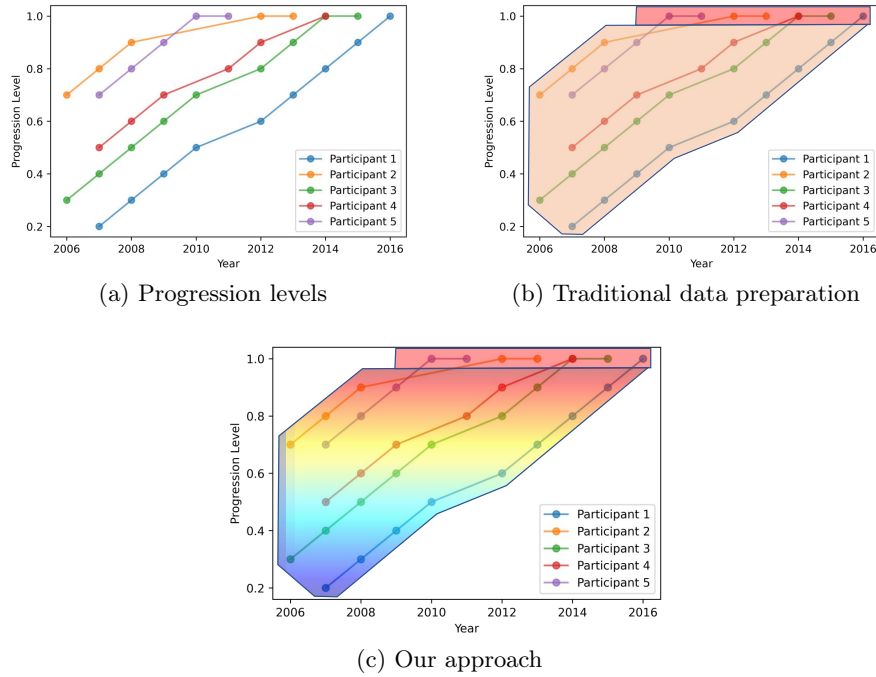 1.0
0.8
0.6
0.4
0.2
Progression Level
Participant 1
Participant 2
Participant 3
Participant 4
Participant 5
2006 2008 2010 2012 2014 2016
Year
(a) Progression levels
1.0
0.8
0.6
0.4
0.2
Progression Level
Participant 1
Participant 2
Participant 3
Participant 4
Participant 5
2006 2008 2010 2012 2014 2016
Year
(b) Traditional data preparation
1.0
0.8
0.6
0.4
0.2
Progression Level
Participant 1
Participant 2
Participant 3
Participant 4
Participant 5
2006 2008 2010 2012 2014 2016
Year
(c) Our approach